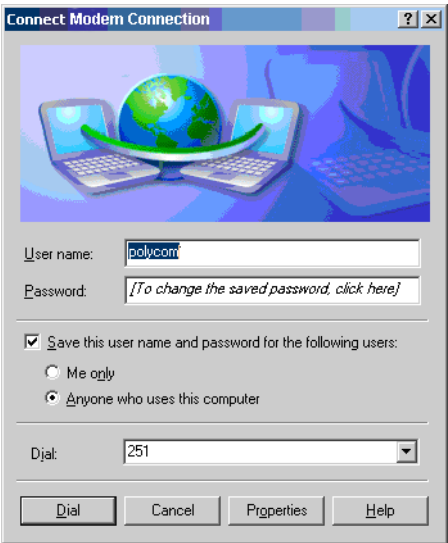 Connect Modem Connection
User name: polycom
Password: [To change the saved password, click here]
Save this user name and password for the following users:
Me only
Anyone who uses this computer
Dial: 251
Dial Cancel Properties Help